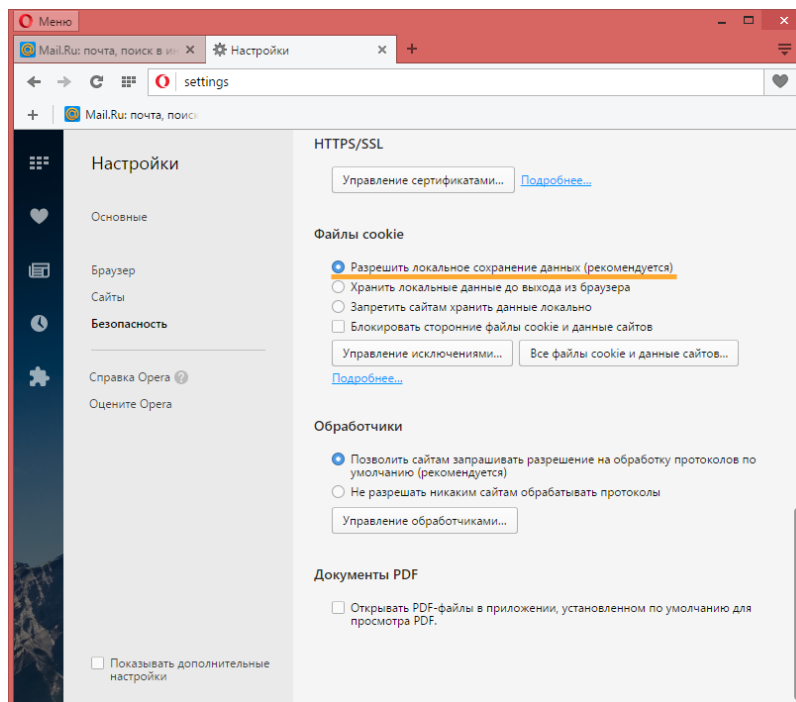 Меню
Mail.Ru: почта, поиск в ин
Настройки
settings
Mail.Ru: почта, поиск
Настройки
Основные
Браузер
Сайты
Безопасность
Справка Opera
Оцените Opera
Показывать дополнительные
настройки
HTTPS/SSL
Управление сертификатами... Подробнее...
Файлы cookie
Разрешить локальное сохранение данных (рекомендуется)
Хранить локальные данные до выхода из браузера
Запретить сайтам хранить данные локально
Блокировать сторонние файлы cookie и данные сайтов
Управление исключениями... Все файлы cookie и данные сайтов...
Подробнее...
Обработчики
Позволить сайтам запрашивать разрешение на обработку протоколов по
умолчанию (рекомендуется)
Не разрешать никаким сайтам обрабатывать протоколы
Управление обработчиками...
Документы PDF
Открывать PDF-файлы в приложении, установленном по умолчанию для
просмотра PDF.